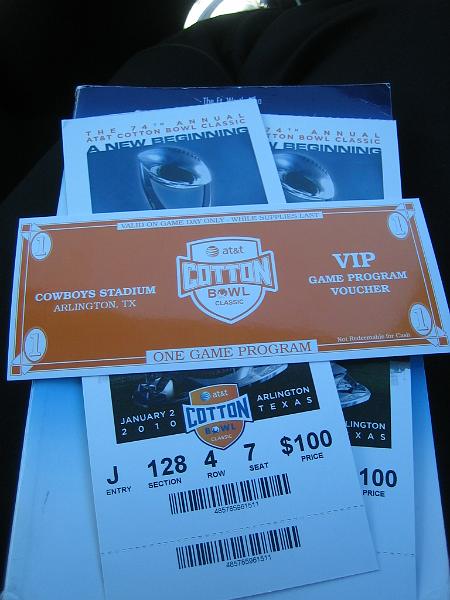 The Ft. Worth
THE 74TH ANNUAL
AT&T COTTON BOWL CLASSIC
A NEW BEGINNING
74TH ANNUAL
COTTON BOWL CLASSIC
NEW BEGINNING
VALID ON GAME DAY ONLY - WHILE SUPPLIES LAST
1
1
COWBOYS STADIUM
ARLINGTON, TX
at&t
COTTON
BOWL
CLASSIC
VIP
GAME PROGRAM
VOUCHER
1
1
Not Redeemable for Cash
ONE GAME PROGRAM
JANUARY 2
2010
at&t
COTTON
BOWL
CLASSIC
ARLINGTON
TEXAS
ARLINGTON
TEXAS
J 128 4 7 $100
ENTRY SECTION ROW SEAT PRICE
100
PRICE
485785961511
485785961511